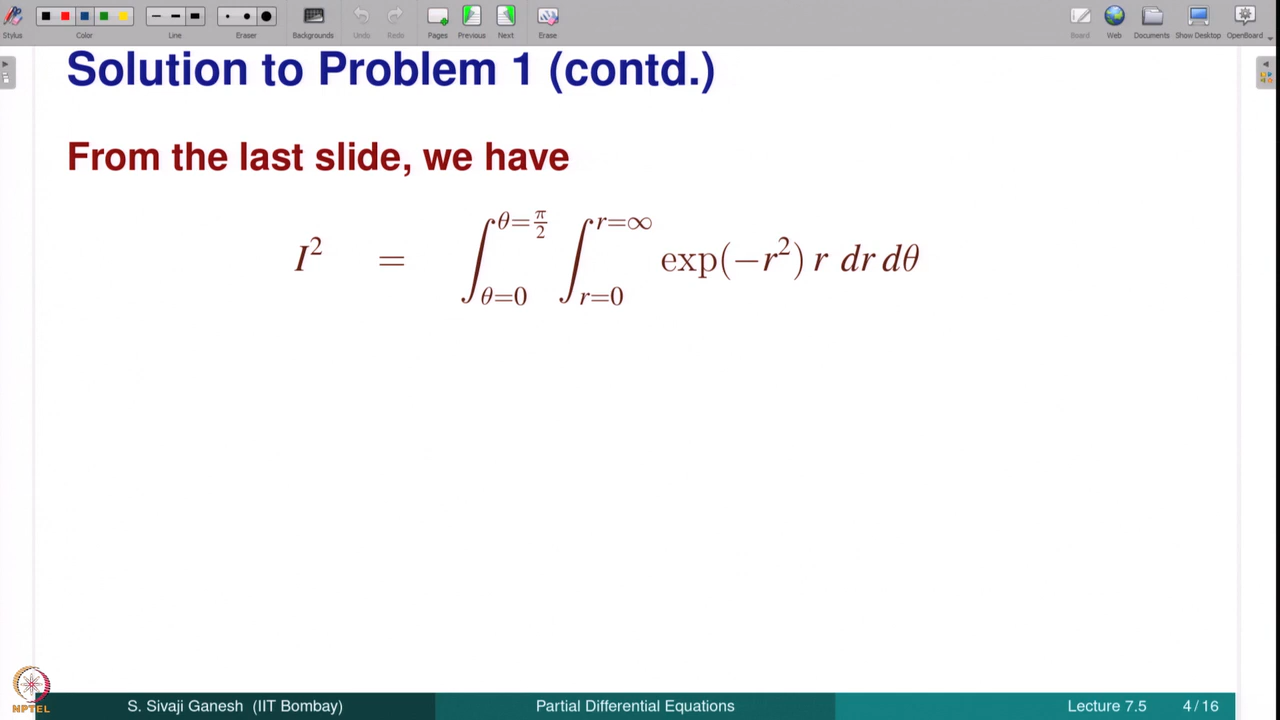 Stylus Color Line Eraser Backgrounds Undo Redo Pages Previous Next Erase Board Web Documents Show Desktop OpenBoard
Solution to Problem 1 (contd.)
From the last slide, we have
I² = ∫_{θ=0}^{θ=π/2} ∫_{r=0}^{r=∞} exp(−r²) r dr dθ
NPTEL
S. Sivaji Ganesh (IIT Bombay) Partial Differential Equations Lecture 7.5 4/16